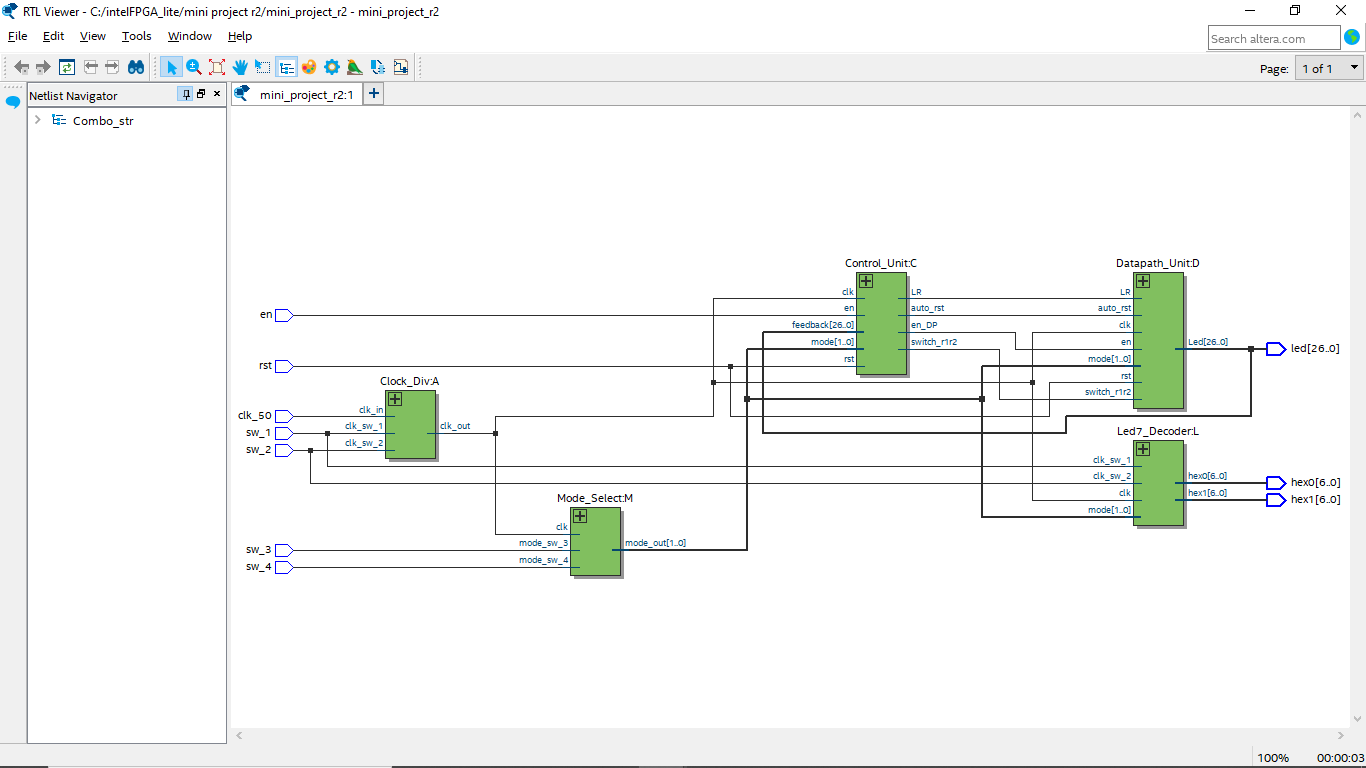 RTL Viewer - C:/intelFPGA_lite/mini project r2/mini_project_r2 - mini_project_r2
File Edit View Tools Window Help
Search altera.com
Page: 1 of 1
Netlist Navigator
mini_project_r2:1
Combo_str
Control_Unit:C
Datapath_Unit:D
clk LR LR
en auto_rst auto_rst
feedback[26..0] en_DP clk
mode[1..0] switch_r1r2 en Led[26..0]
rst mode[1..0]
rst
switch_r1r2
en
led[26..0]
rst
Clock_Div:A
clk_50 clk_in
sw_1 clk_sw_1 clk_out
sw_2 clk_sw_2
Led7_Decoder:L
clk_sw_1
clk_sw_2 hex0[6..0] hex0[6..0]
clk hex1[6..0] hex1[6..0]
mode[1..0]
Mode_Select:M
clk
sw_3 mode_sw_3 mode_out[1..0]
sw_4 mode_sw_4
100% 00:00:03